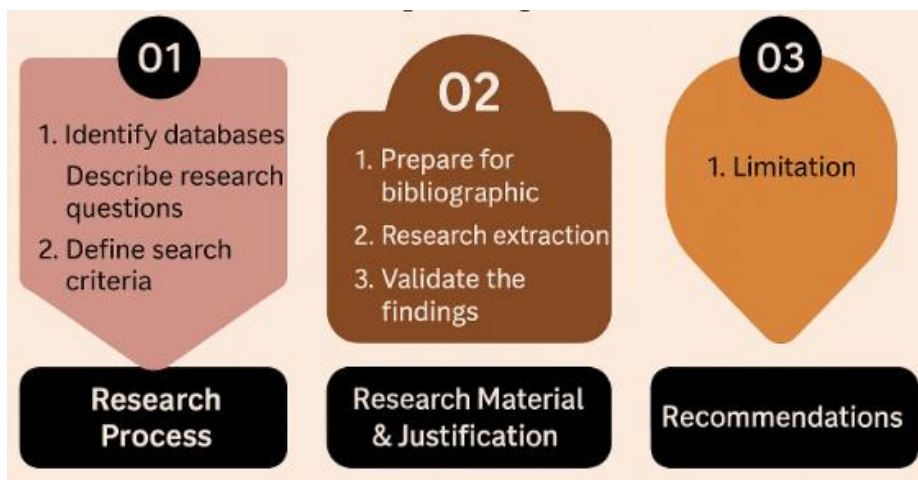 01
1. Identify databases
Describe research
questions
2. Define search
criteria
Research
Process
02
1. Prepare for
bibliographic
2. Research extraction
3. Validate the
findings
Research Material
& Justification
03
1. Limitation
Recommendations